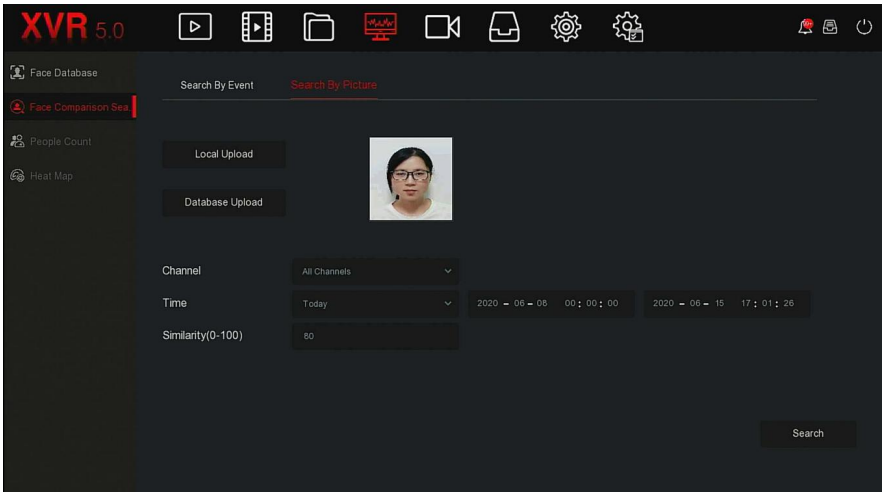 XVR 5.0
Face Database
Face Comparison Sea.
People Count
Heat Map
Search By Event
Search By Picture
Local Upload
Database Upload
Channel
All Channels
Time
Today
2020 - 06 - 08 00 : 00 : 00
2020 - 06 - 15 17 : 01 : 26
Similarity(0-100)
80
Search